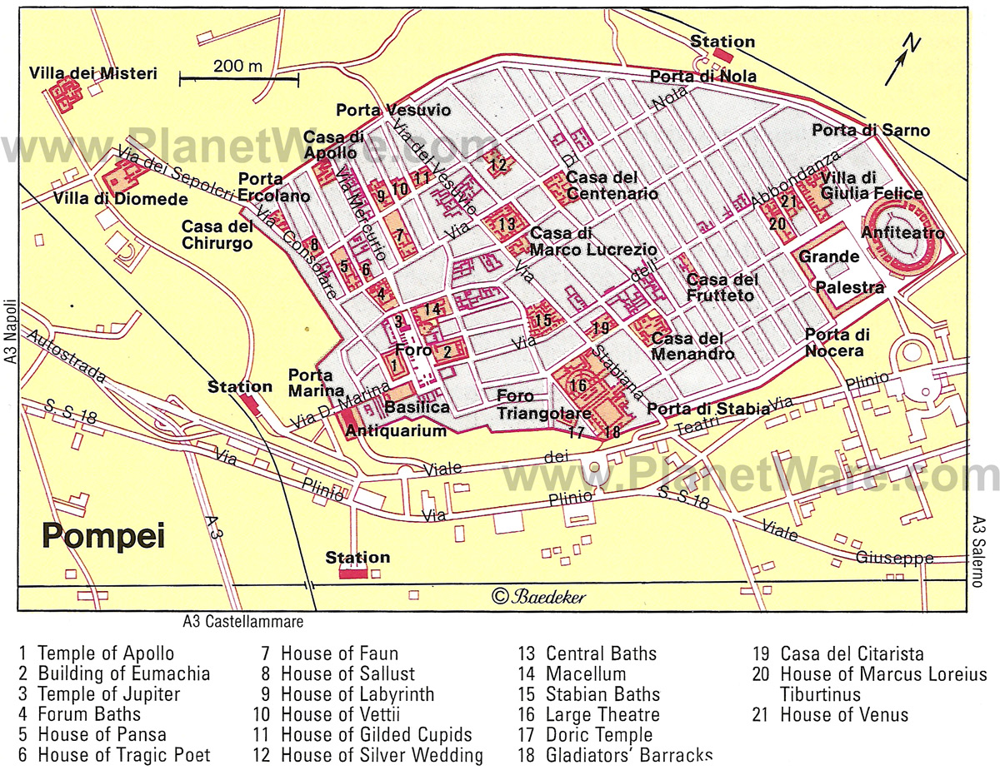 Station
N
Villa dei Misteri
200 m
Porta di Nola
Nola
Porta Vesuvio
www.PlanetWare.com
Via del Vesuvio
Porta di Sarno
Casa di
Apollo
Via dei Sepolcri
Via Mercurio
12
Di
Abbondanza
Porta
Ercolano
11
10
9
Casa del
Centenario
Villa di
Giulia Felice
21
20
Villa di Diomede
Via Consolare
Via
13
Casa del
Chirurgo
7
Casa di
Marco Lucrezio
Anfiteatro
8
5
6
Via
dell'
Grande
Palestra
Casa del
Frutteto
4
A3 Napoli
3
14
15
19
Autostrada
Foro
2
1
Via
Stabiana
Casa del
Menandro
Porta di
Nocera
Porta
Marina
Station
Via D. Marina
16
Plinio
S. S. 18
Basilica
Foro
Triangolare
Porta di Stabia
Via
Antiquarium
17
18
Teatri
Via
Viale
dei
www.PlanetWare.com
Plinio
Plinio
S. S. 18
Via
A 3
Viale
Pompei
Station
Giuseppe
A3 Salerno
© Baedeker
A3 Castellammare
1 Temple of Apollo
2 Building of Eumachia
3 Temple of Jupiter
4 Forum Baths
5 House of Pansa
6 House of Tragic Poet
7 House of Faun
8 House of Sallust
9 House of Labyrinth
10 House of Vettii
11 House of Gilded Cupids
12 House of Silver Wedding
13 Central Baths
14 Macellum
15 Stabian Baths
16 Large Theatre
17 Doric Temple
18 Gladiators' Barracks
19 Casa del Citarista
20 House of Marcus Loreius
Tiburtinus
21 House of Venus